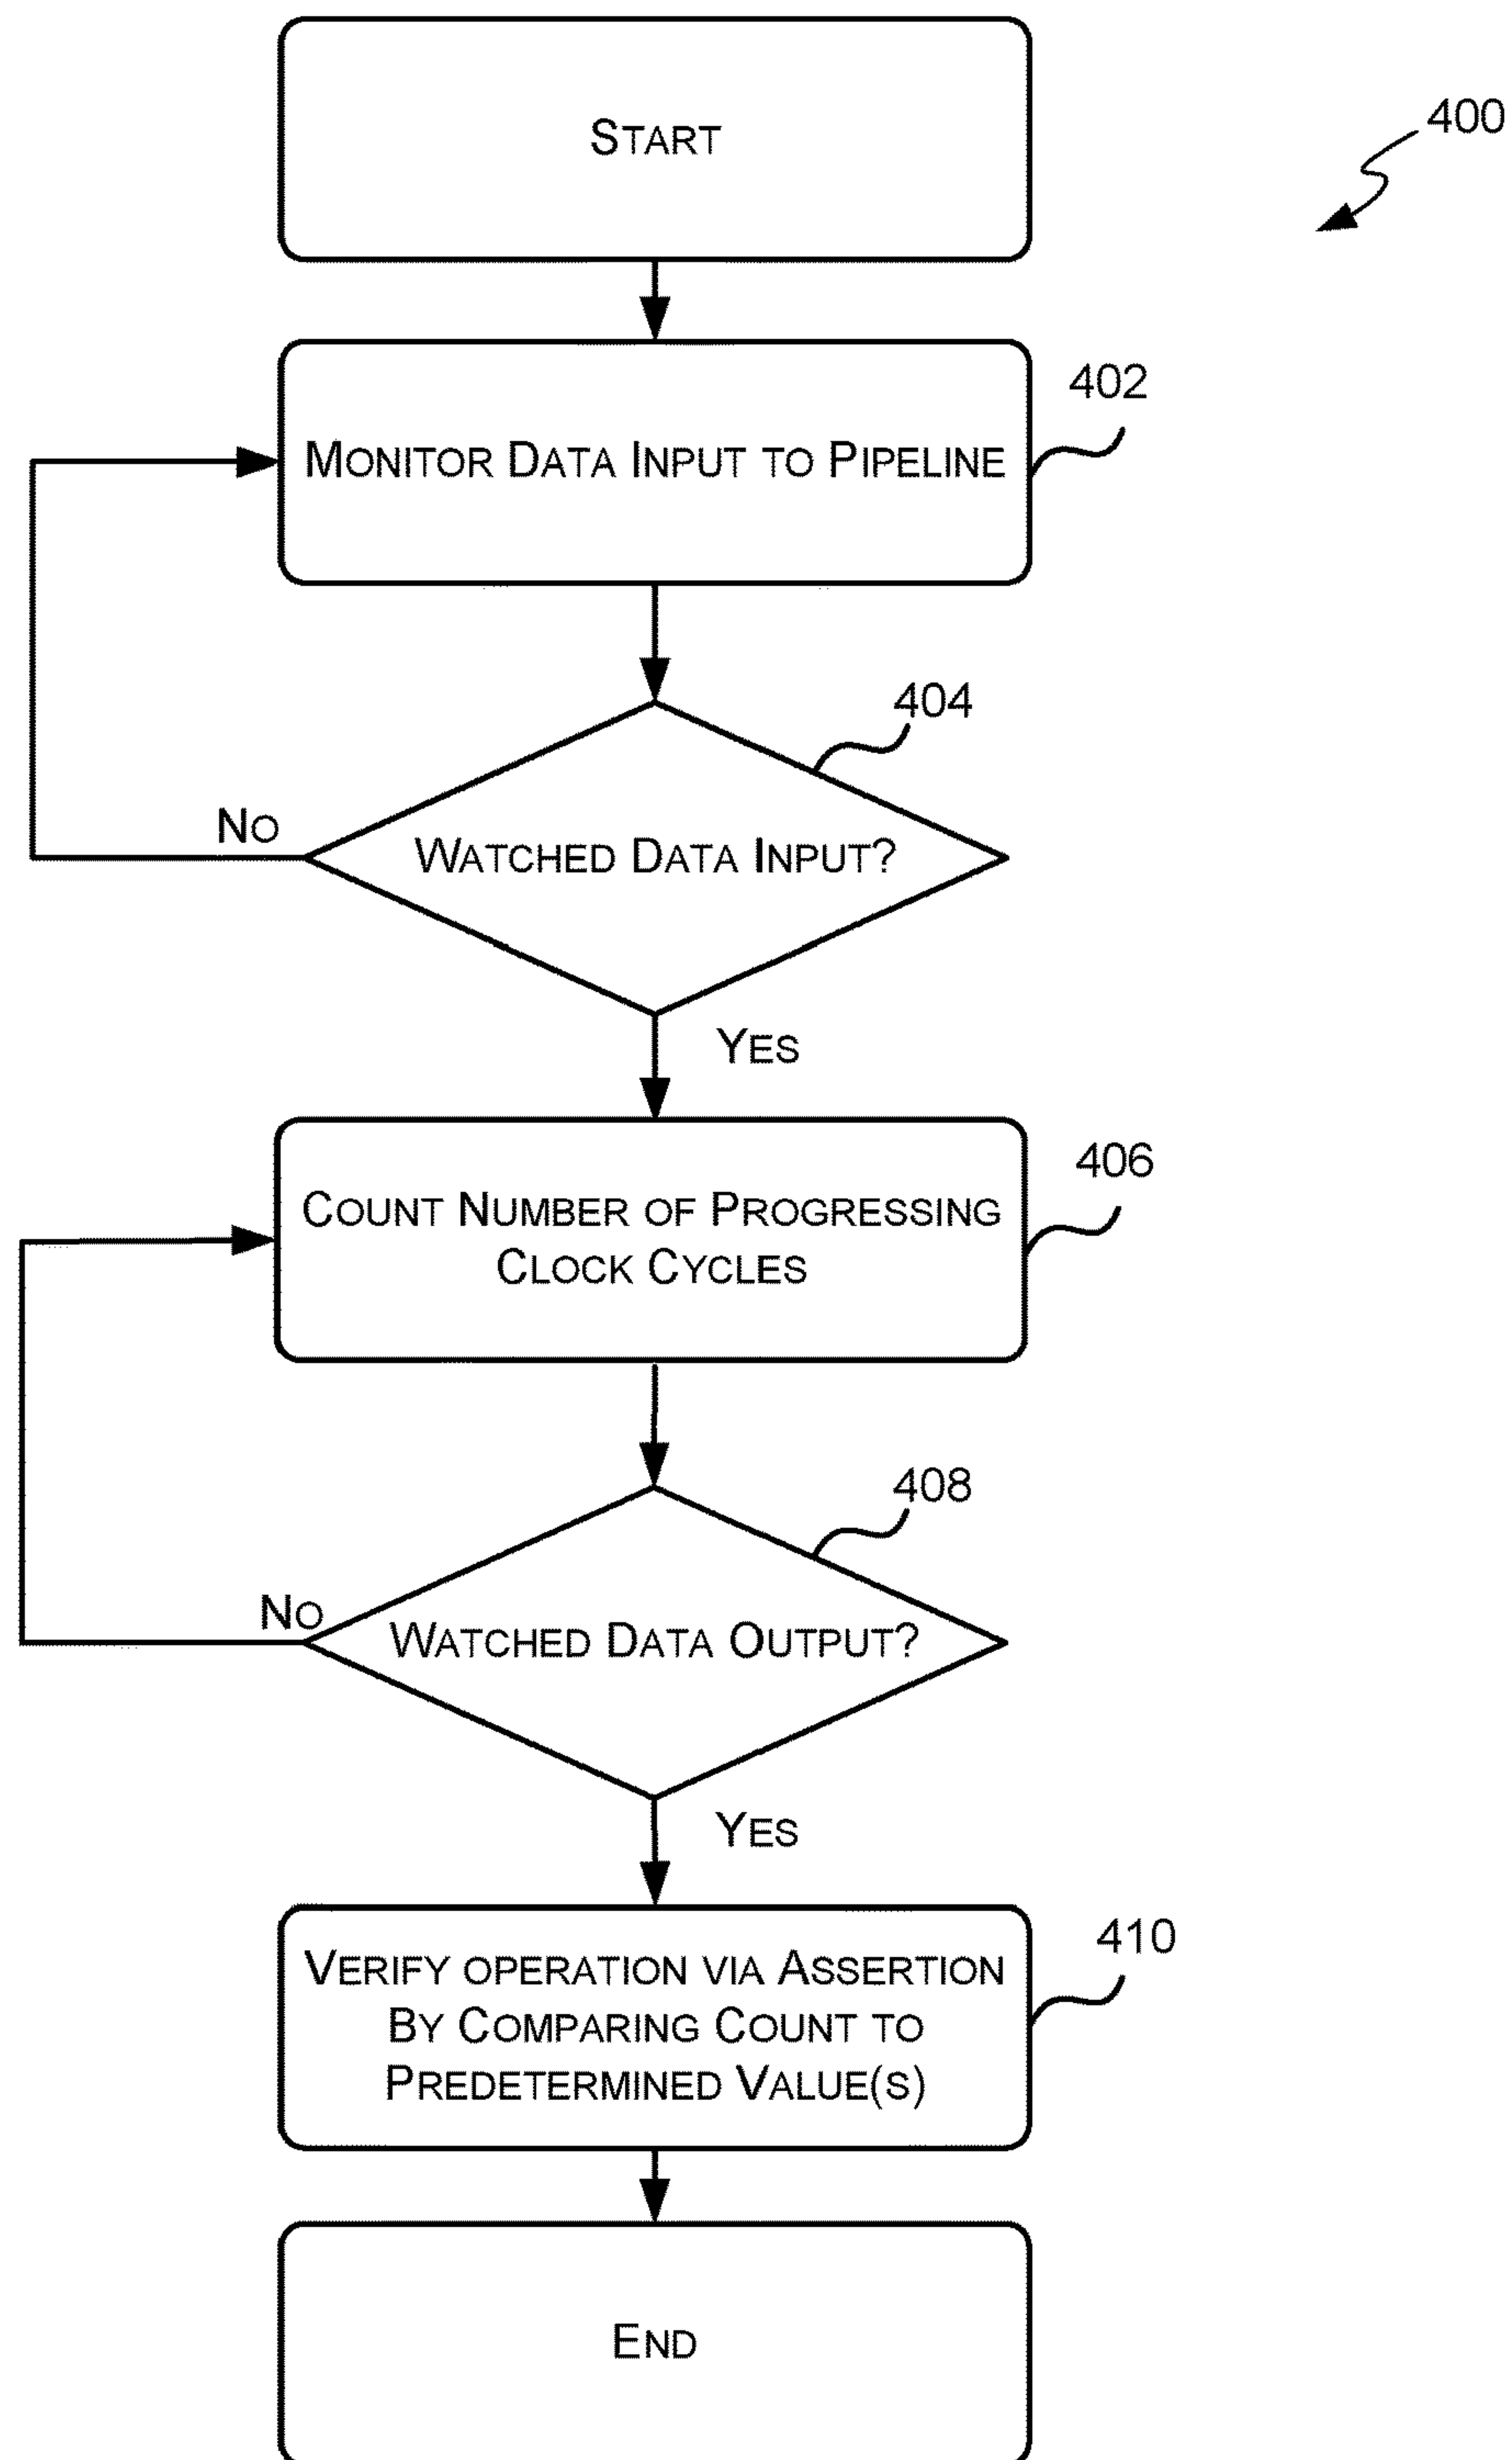 START
400
402
MONITOR DATA INPUT TO PIPELINE
404
NO
WATCHED DATA INPUT?
YES
406
COUNT NUMBER OF PROGRESSING
CLOCK CYCLES
408
NO
WATCHED DATA OUTPUT?
YES
410
VERIFY OPERATION VIA ASSERTION
BY COMPARING COUNT TO
PREDETERMINED VALUE(S)
END